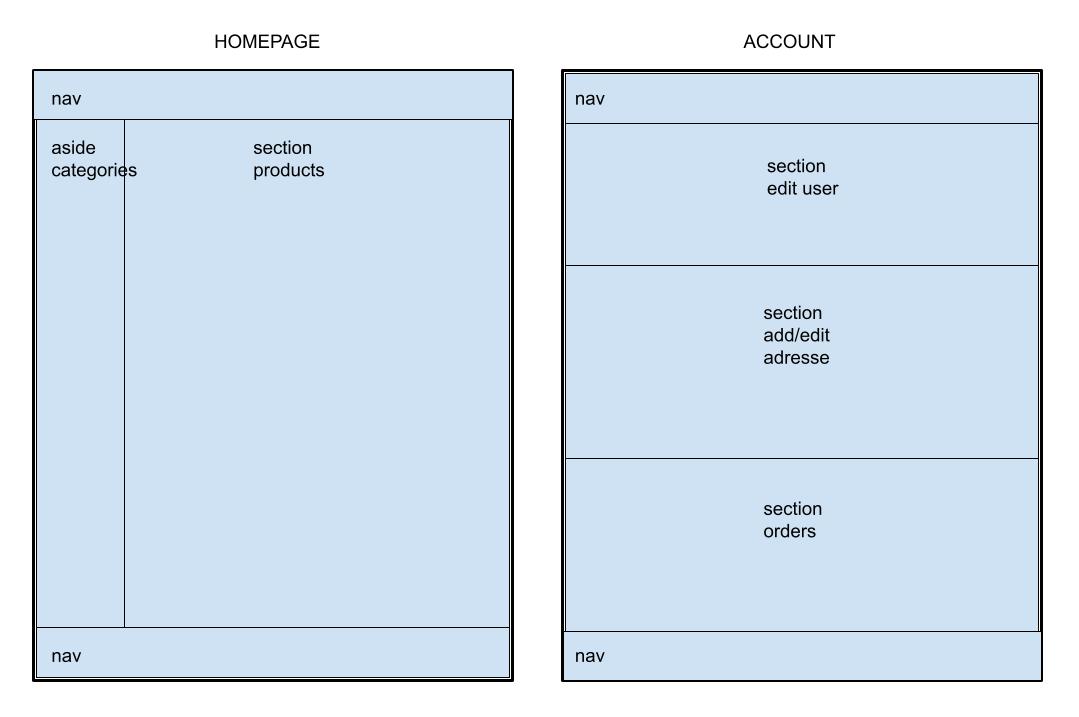 HOMEPAGE
nav
aside
categories
section
products
nav
ACCOUNT
nav
section
edit user
section
add/edit
adresse
section
orders
nav